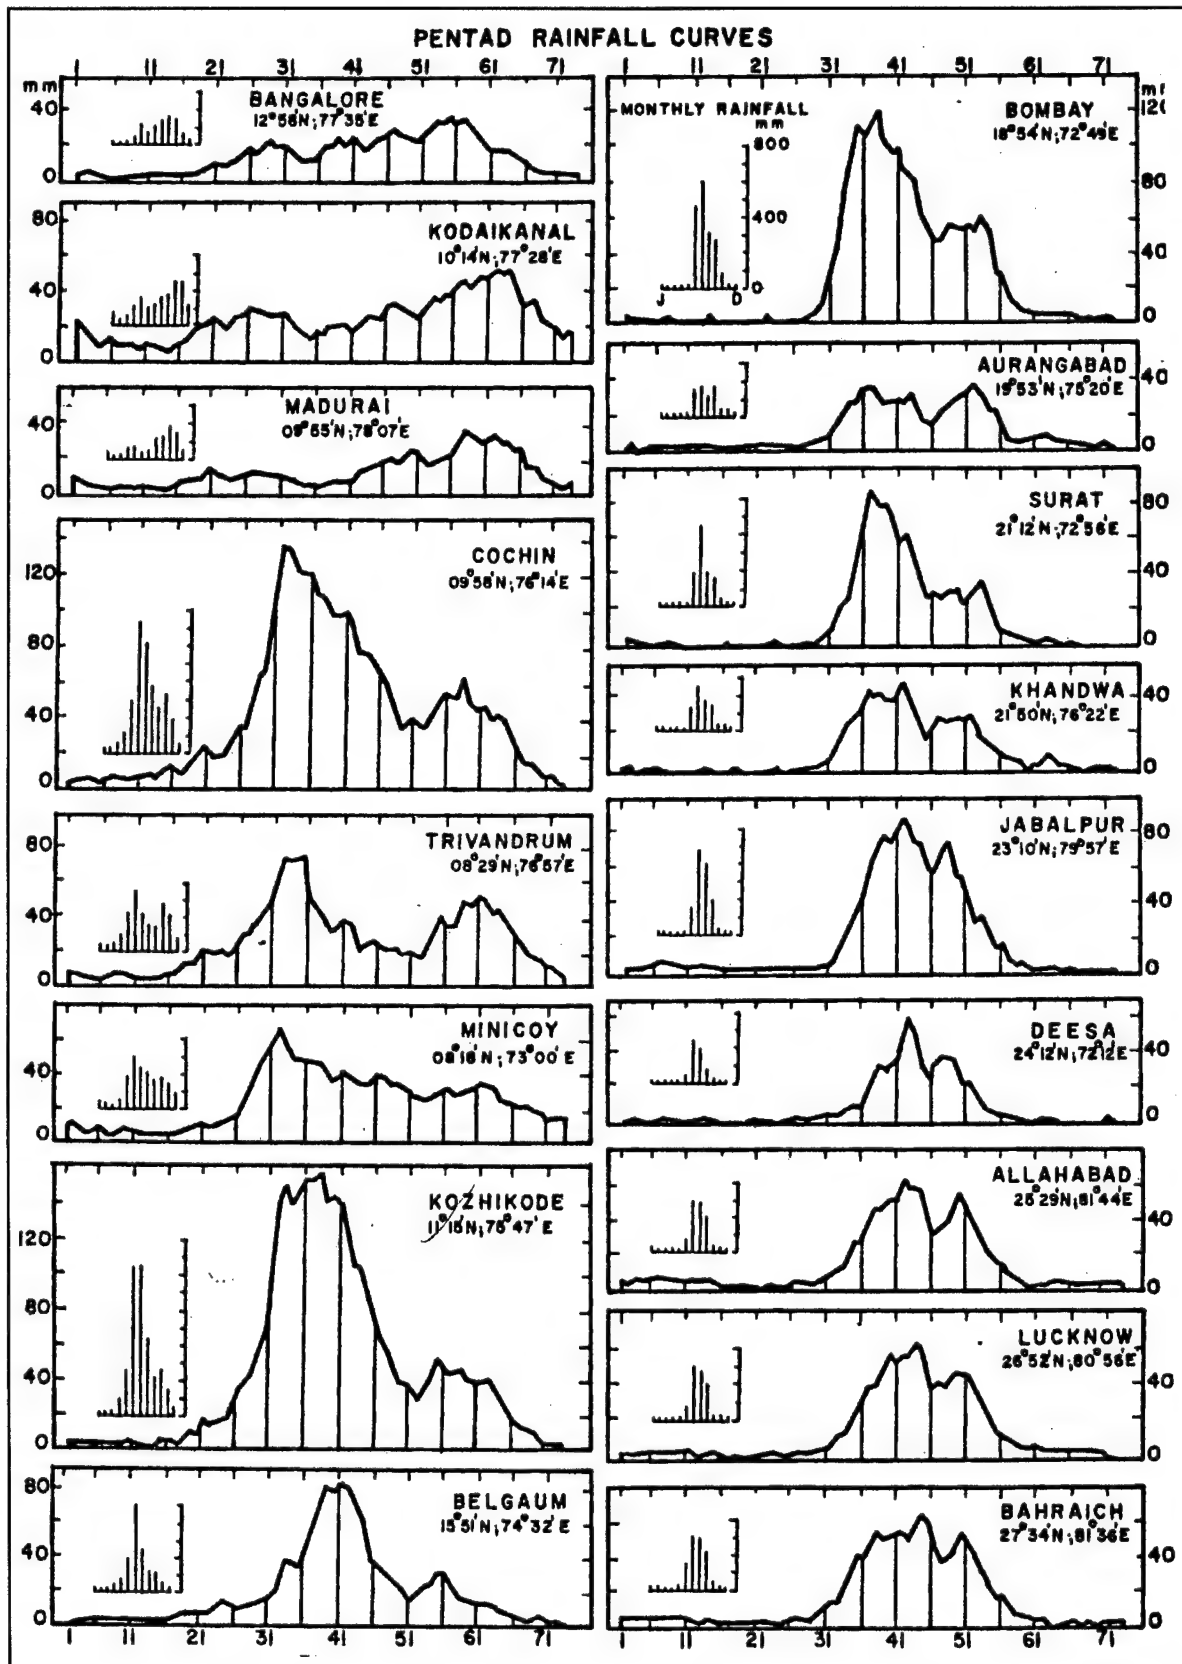 PENTAD RAINFALL CURVES
1 11 21 31 41 51 61 71
mm
40
0
BANGALORE
12°58'N;77°35'E
80
40
0
KODAIKANAL
10°14'N;77°28'E
40
0
MADURAI
09°55'N;78°07'E
120
80
40
0
COCHIN
09°58'N;76°14'E
80
40
0
TRIVANDRUM
08°29'N;76°57'E
40
0
MINICOY
08°18'N;73°00'E
120
80
40
0
KOZHIKODE
11°15'N;75°47'E
80
40
0
BELGAUM
15°51'N;74°32'E
1 11 21 31 41 51 61 71
1 11 31 41 51 61 71
MONTHLY RAINFALL
mm
800
400
0
J D
BOMBAY
18°54'N;72°49'E
80
40
0
AURANGABAD
19°53'N;75°20'E
40
0
SURAT
21°12'N;72°56'E
80
40
0
KHANDWA
21°50'N;76°22'E
40
0
JABALPUR
23°10'N;79°57'E
80
40
0
DEESA
24°12'N;72°12'E
40
0
ALLAHABAD
25°29'N;81°44'E
40
0
LUCKNOW
26°52'N;80°56'E
40
0
BAHRAICH
27°34'N;81°36'E
40
0
1 11 21 31 41 51 61 71